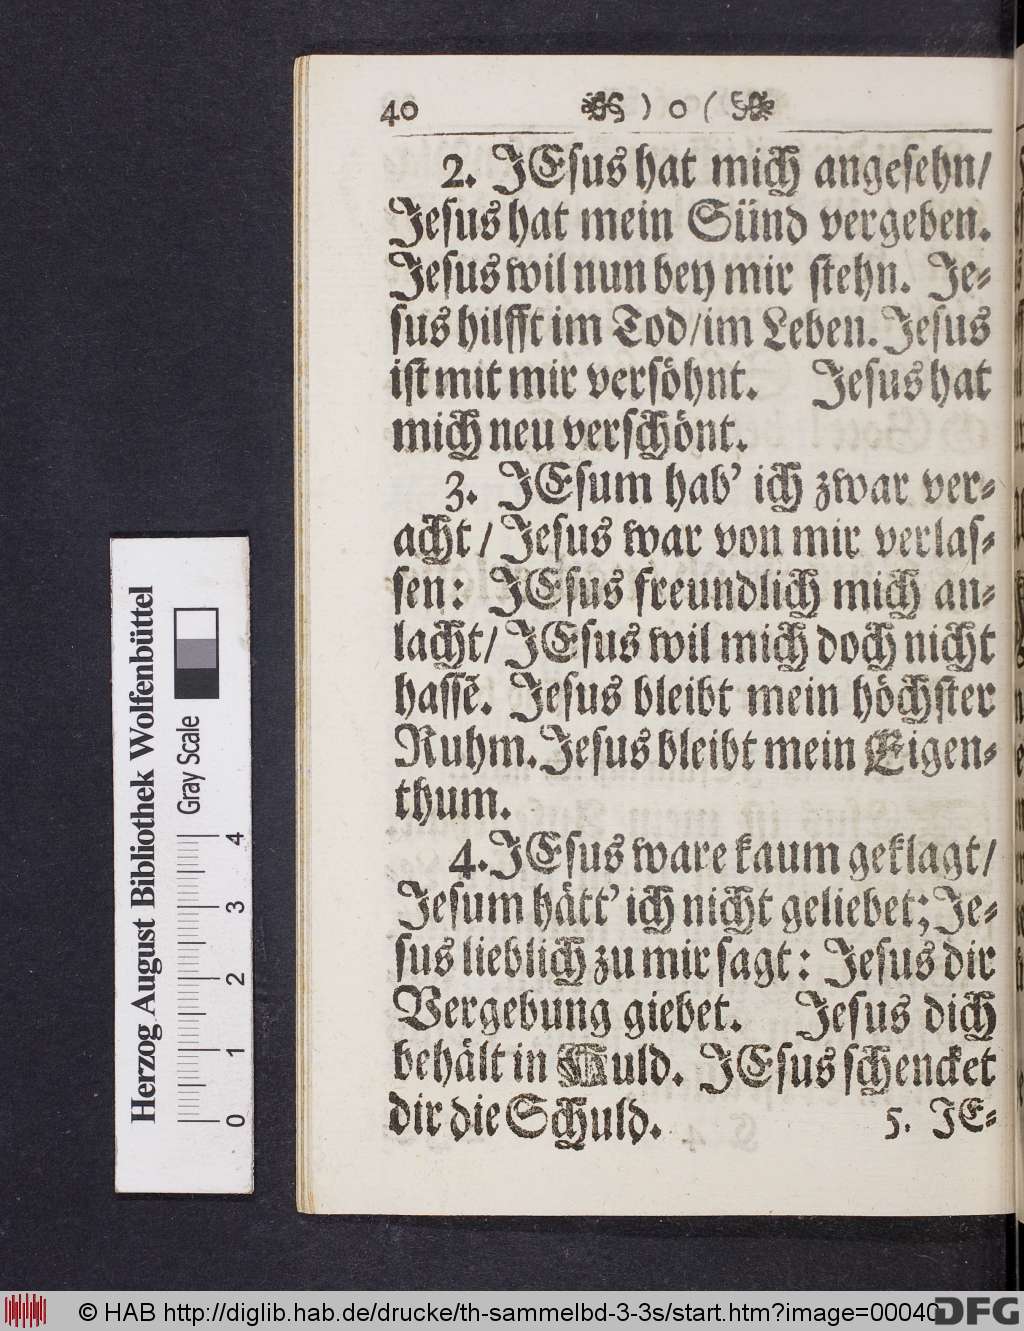 40 ) o (
2. JEsus hat mich angesehn/
Jesus hat mein Sünd vergeben.
Jesus wil nun bey mir stehn. Je-
sus hilfft im Tod/im Leben. Jesus
ist mit mir versöhnt. Jesus hat
mich neu verschönt.
3. JEsum hab' ich zwar ver-
acht/ Jesus war von mir verlas-
sen: JEsus freundlich mich an-
lacht/ JEsus wil mich doch nicht
hassē. Jesus bleibt mein höchster
Ruhm. Jesus bleibt mein Eigen-
thum.
4. JEsus ware kaum geklagt/
Jesum hätt' ich nicht geliebet; Je-
sus lieblich zu mir sagt: Jesus dir
Vergebung giebet. Jesus dich
behält in Huld. JEsus schencket
dir die Schuld. 5. JE-
Herzog August Bibliothek Wolfenbüttel
Gray Scale
0 1 2 3 4
© HAB http://diglib.hab.de/drucke/th-sammelbd-3-3s/start.htm?image=00040
DFG